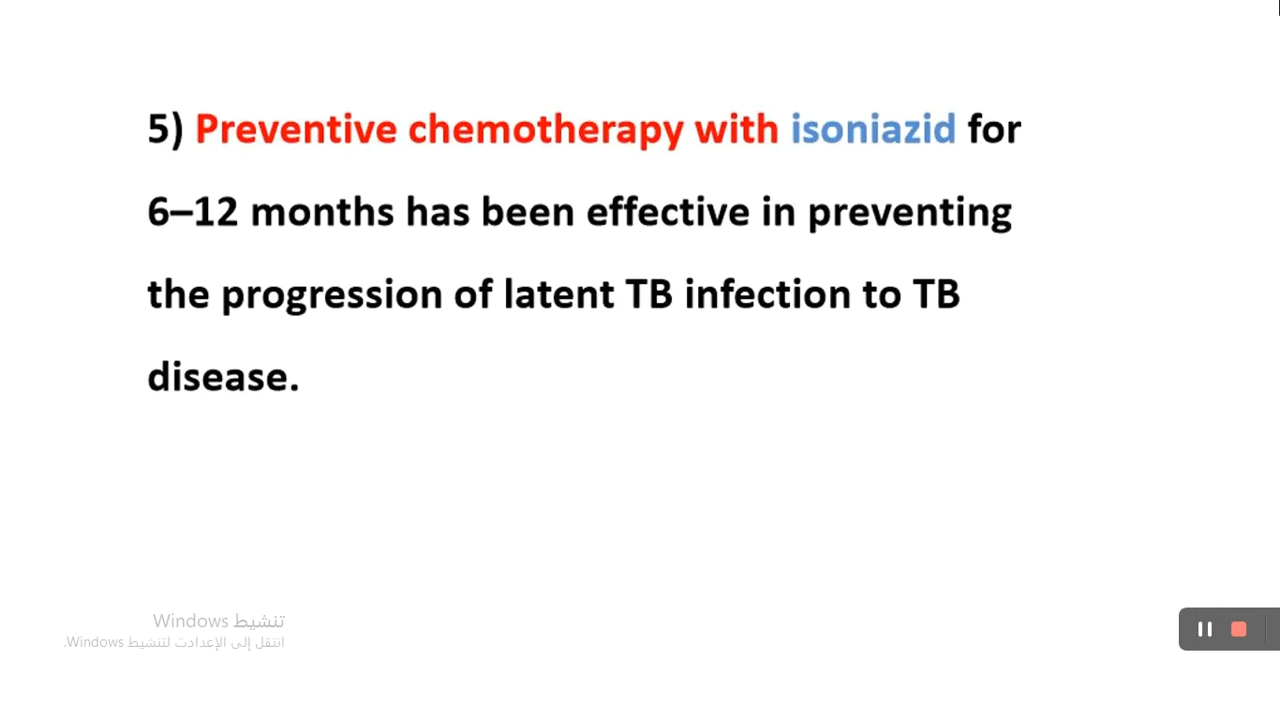 5) Preventive chemotherapy with isoniazid for
6–12 months has been effective in preventing
the progression of latent TB infection to TB
disease.
تنشيط Windows
انتقل إلى الإعدادت لتنشيط Windows.